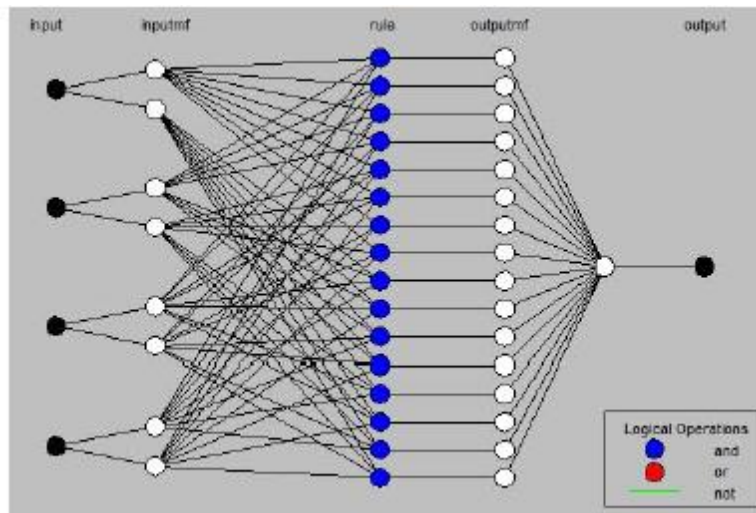 input inputmf rule outputmf output
Logical Operations
and
or
not